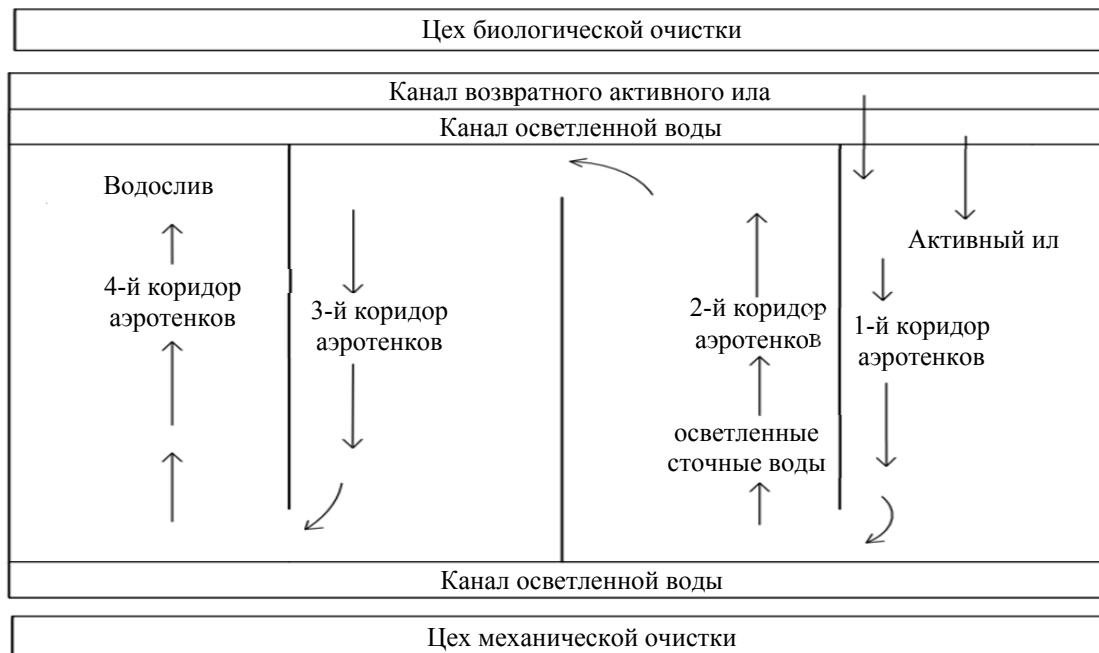 Цех биологической очистки
Канал возвратного активного ила
Канал осветленной воды
Водослив
Активный ил
4-й коридор
аэротенков
3-й коридор
аэротенков
2-й коридор
аэротенков
1-й коридор
аэротенков
осветленные
сточные воды
Канал осветленной воды
Цех механической очистки